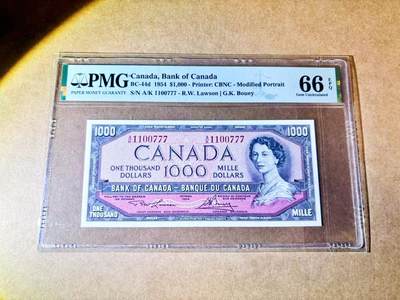 PMG
PAPER MONEY GUARANTY
Canada, Bank of Canada
BC-44d 1954 $1,000 - Printer: CBNC - Modified Portrait
S/N A/K 1100777 - R.W. Lawson | G.K. Bouey
66 EPQ
Gem Uncirculated
1000 1000
A/K 1100777 A/K 1100777
CANADA
ONE THOUSAND DOLLARS 1000 MILLE DOLLARS
BANK OF CANADA - BANQUE DU CANADA
ONE THOUSAND MILLE